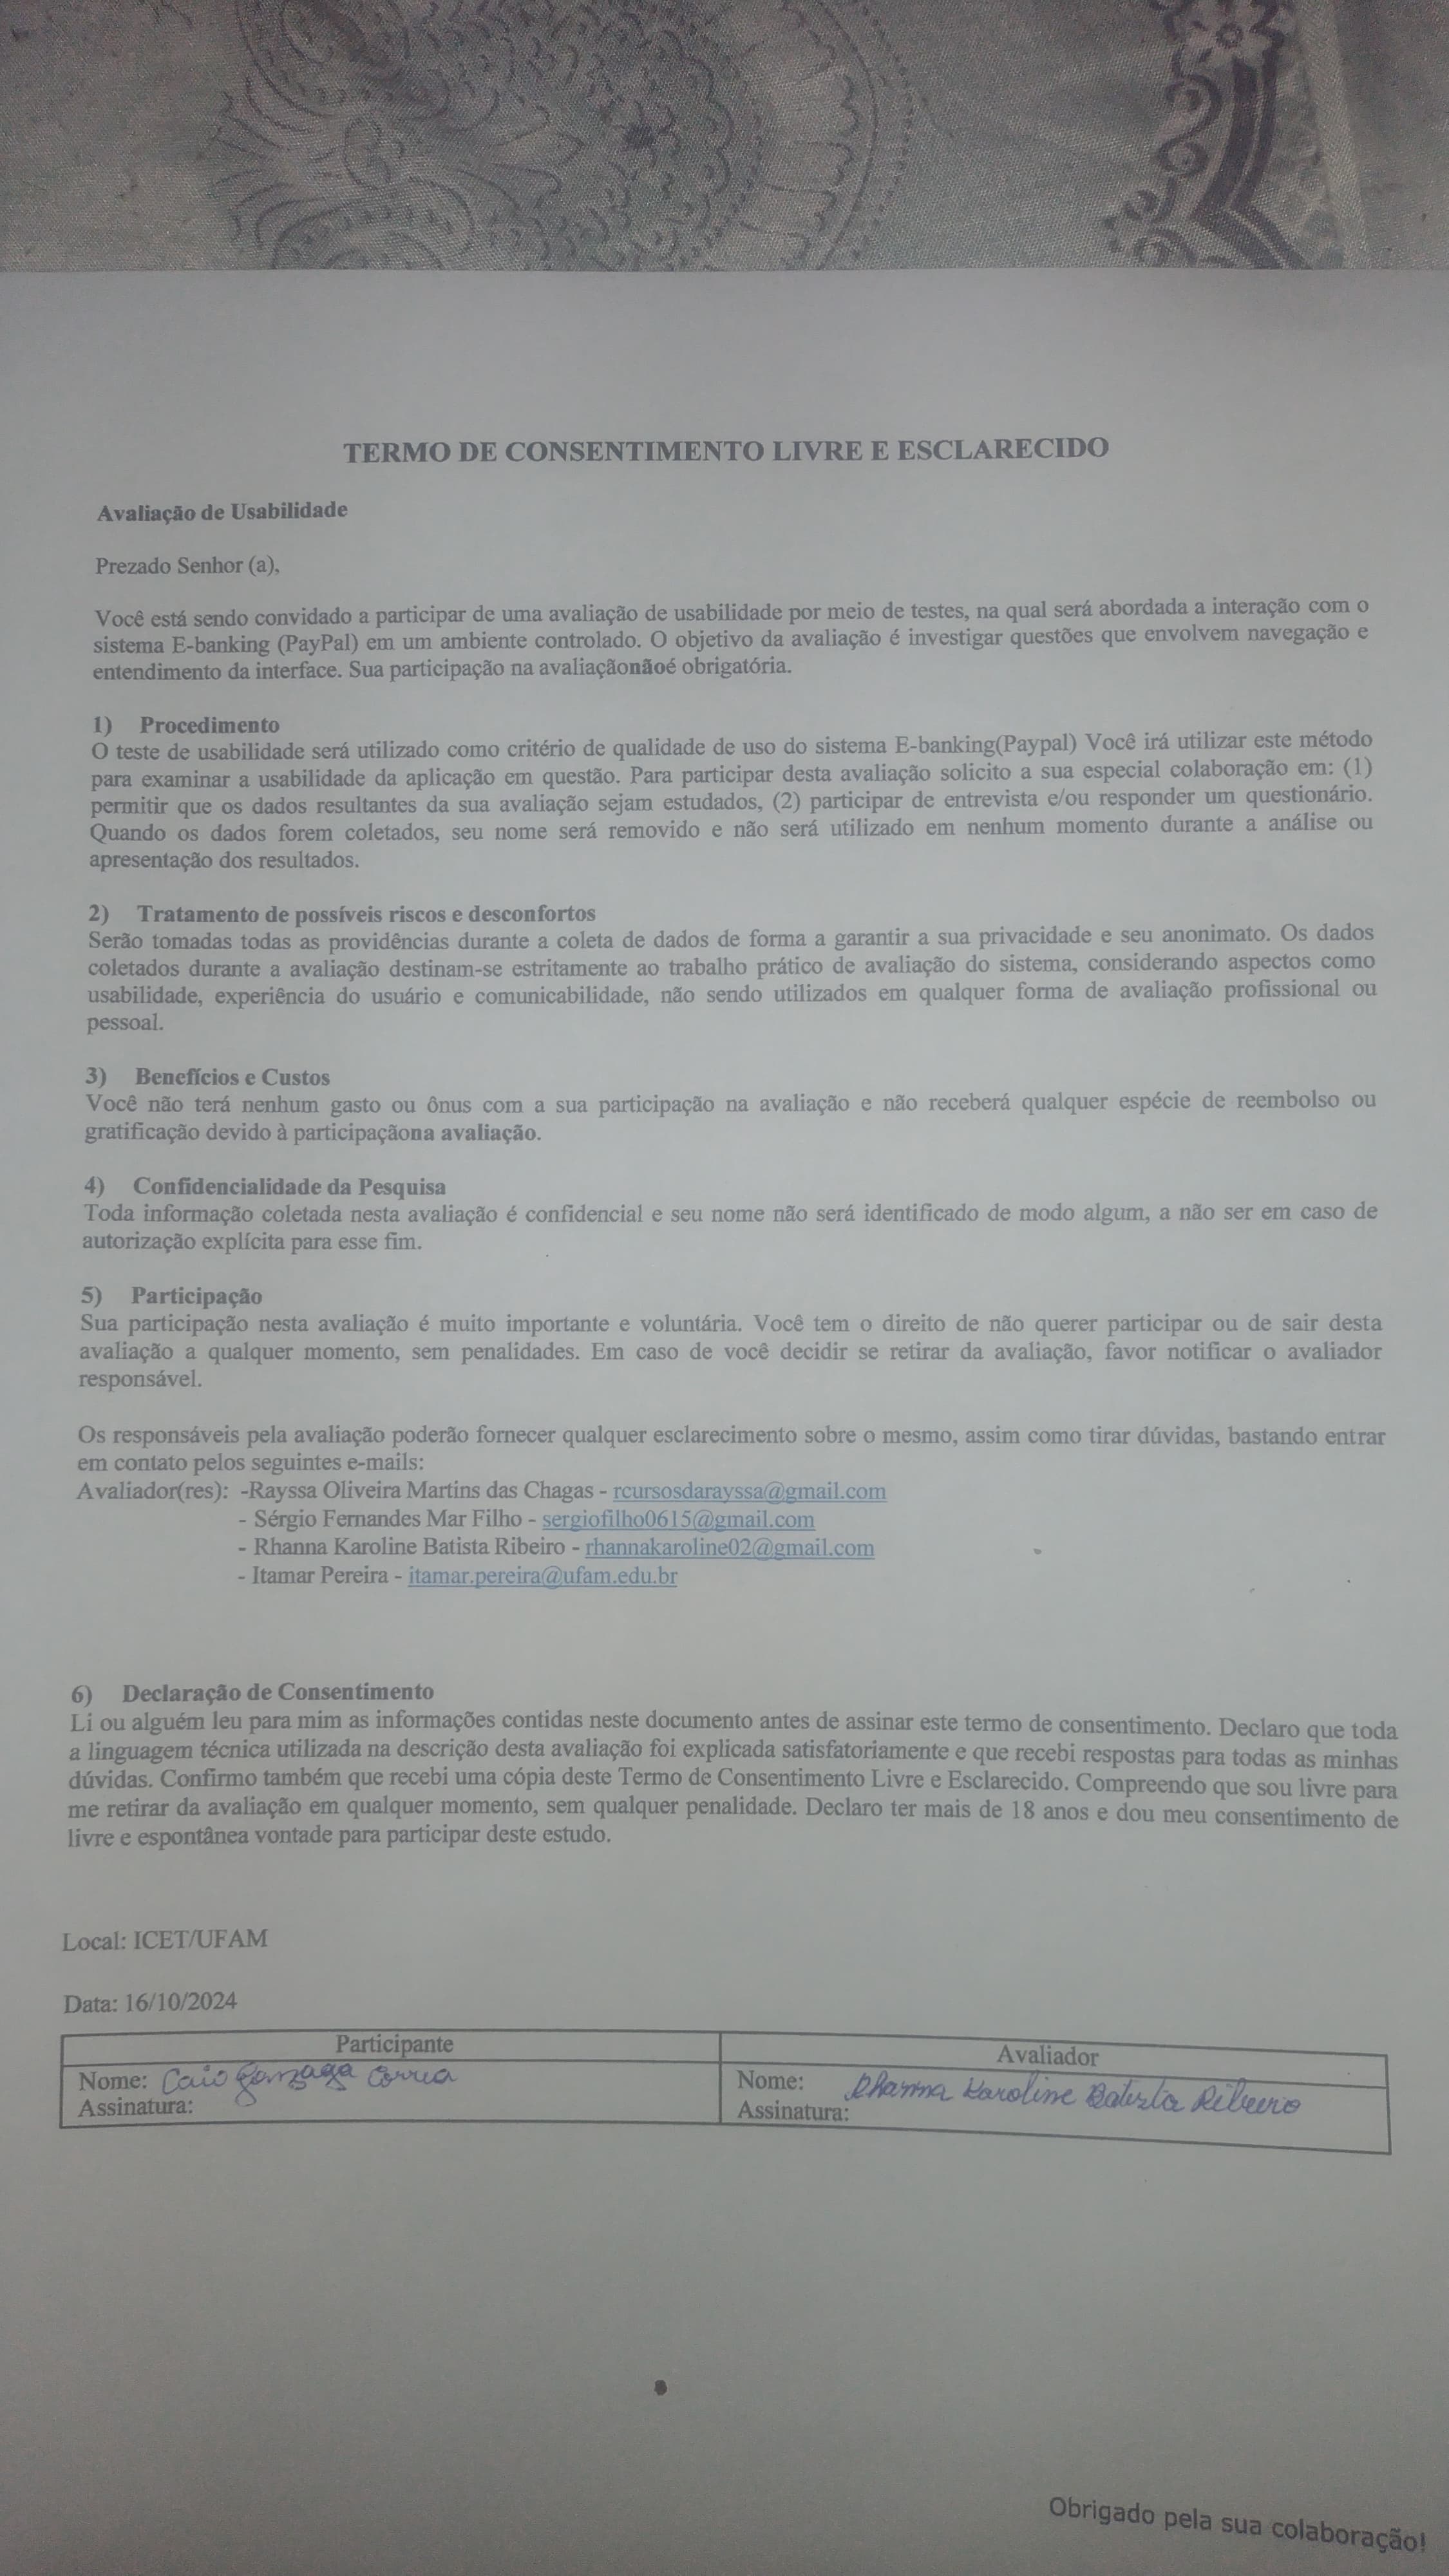 TERMO DE CONSENTIMENTO LIVRE E ESCLARECIDO
Avaliação de Usabilidade
Prezado Senhor (a),
Você está sendo convidado a participar de uma avaliação de usabilidade por meio de testes, na qual será abordada a interação com o
sistema E-banking (PayPal) em um ambiente controlado. O objetivo da avaliação é investigar questões que envolvem navegação e
entendimento da interface. Sua participação na avaliaçãonãoé obrigatória.
1) Procedimento
O teste de usabilidade será utilizado como critério de qualidade de uso do sistema E-banking(Paypal) Você irá utilizar este método
para examinar a usabilidade da aplicação em questão. Para participar desta avaliação solicito a sua especial colaboração em: (1)
permitir que os dados resultantes da sua avaliação sejam estudados, (2) participar de entrevista e/ou responder um questionário.
Quando os dados forem coletados, seu nome será removido e não será utilizado em nenhum momento durante a análise ou
apresentação dos resultados.
2) Tratamento de possíveis riscos e desconfortos
Serão tomadas todas as providências durante a coleta de dados de forma a garantir a sua privacidade e seu anonimato. Os dados
coletados durante a avaliação destinam-se estritamente ao trabalho prático de avaliação do sistema, considerando aspectos como
usabilidade, experiência do usuário e comunicabilidade, não sendo utilizados em qualquer forma de avaliação profissional ou
pessoal.
3) Benefícios e Custos
Você não terá nenhum gasto ou ônus com a sua participação na avaliação e não receberá qualquer espécie de reembolso ou
gratificação devido à participaçãona avaliação.
4) Confidencialidade da Pesquisa
Toda informação coletada nesta avaliação é confidencial e seu nome não será identificado de modo algum, a não ser em caso de
autorização explícita para esse fim.
5) Participação
Sua participação nesta avaliação é muito importante e voluntária. Você tem o direito de não querer participar ou de sair desta
avaliação a qualquer momento, sem penalidades. Em caso de você decidir se retirar da avaliação, favor notificar o avaliador
responsável.
Os responsáveis pela avaliação poderão fornecer qualquer esclarecimento sobre o mesmo, assim como tirar dúvidas, bastando entrar
em contato pelos seguintes e-mails:
Avaliador(res): -Rayssa Oliveira Martins das Chagas - rcursosdarayssa@gmail.com
- Sérgio Fernandes Mar Filho - sergiofilho0615@gmail.com
- Rhanna Karoline Batista Ribeiro - rhannakaroline02@gmail.com
- Itamar Pereira - itamar.pereira@ufam.edu.br
6) Declaração de Consentimento
Li ou alguém leu para mim as informações contidas neste documento antes de assinar este termo de consentimento. Declaro que toda
a linguagem técnica utilizada na descrição desta avaliação foi explicada satisfatoriamente e que recebi respostas para todas as minhas
dúvidas. Confirmo também que recebi uma cópia deste Termo de Consentimento Livre e Esclarecido. Compreendo que sou livre para
me retirar da avaliação em qualquer momento, sem qualquer penalidade. Declaro ter mais de 18 anos e dou meu consentimento de
livre e espontânea vontade para participar deste estudo.
Local: ICET/UFAM
Data: 16/10/2024
Participante
Nome: Caio Gonzaga Correa
Assinatura:
Avaliador
Nome: Rhanna Karoline Batista Ribeiro
Assinatura:
Obrigado pela sua colaboração!